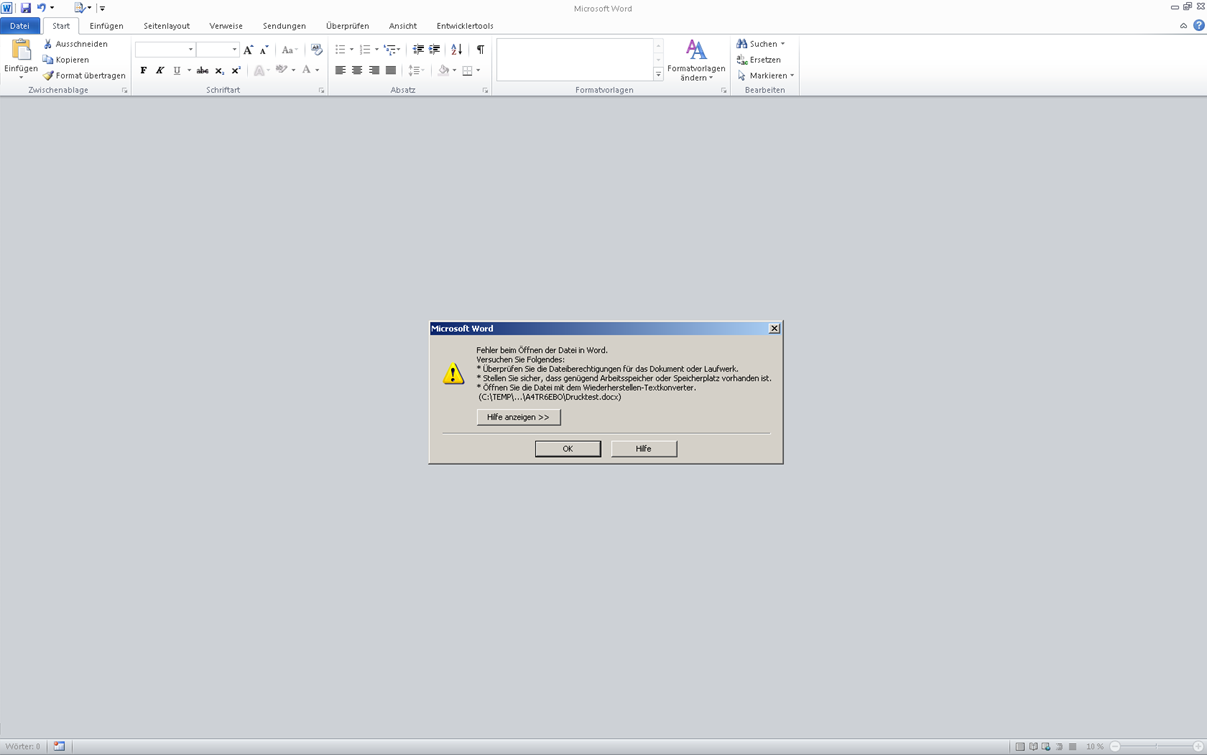 Microsoft Word
Datei Start Einfügen Seitenlayout Verweise Sendungen Überprüfen Ansicht Entwicklertools
Einfügen
Ausschneiden
Kopieren
Format übertragen
Zwischenablage
F K U abc x₂ x²
Aa
A
Schriftart
Absatz
Formatvorlagen
Formatvorlagen
ändern
Suchen
Ersetzen
Markieren
Bearbeiten
Microsoft Word
Fehler beim Öffnen der Datei in Word.
Versuchen Sie Folgendes:
* Überprüfen Sie die Dateiberechtigungen für das Dokument oder Laufwerk.
* Stellen Sie sicher, dass genügend Arbeitsspeicher oder Speicherplatz vorhanden ist.
* Öffnen Sie die Datei mit dem Wiederherstellen-Textkonverter.
(C:\TEMP\...\A4TR6EBO\Drucktest.docx)
Hilfe anzeigen >>
OK Hilfe
Wörter: 0
10 %